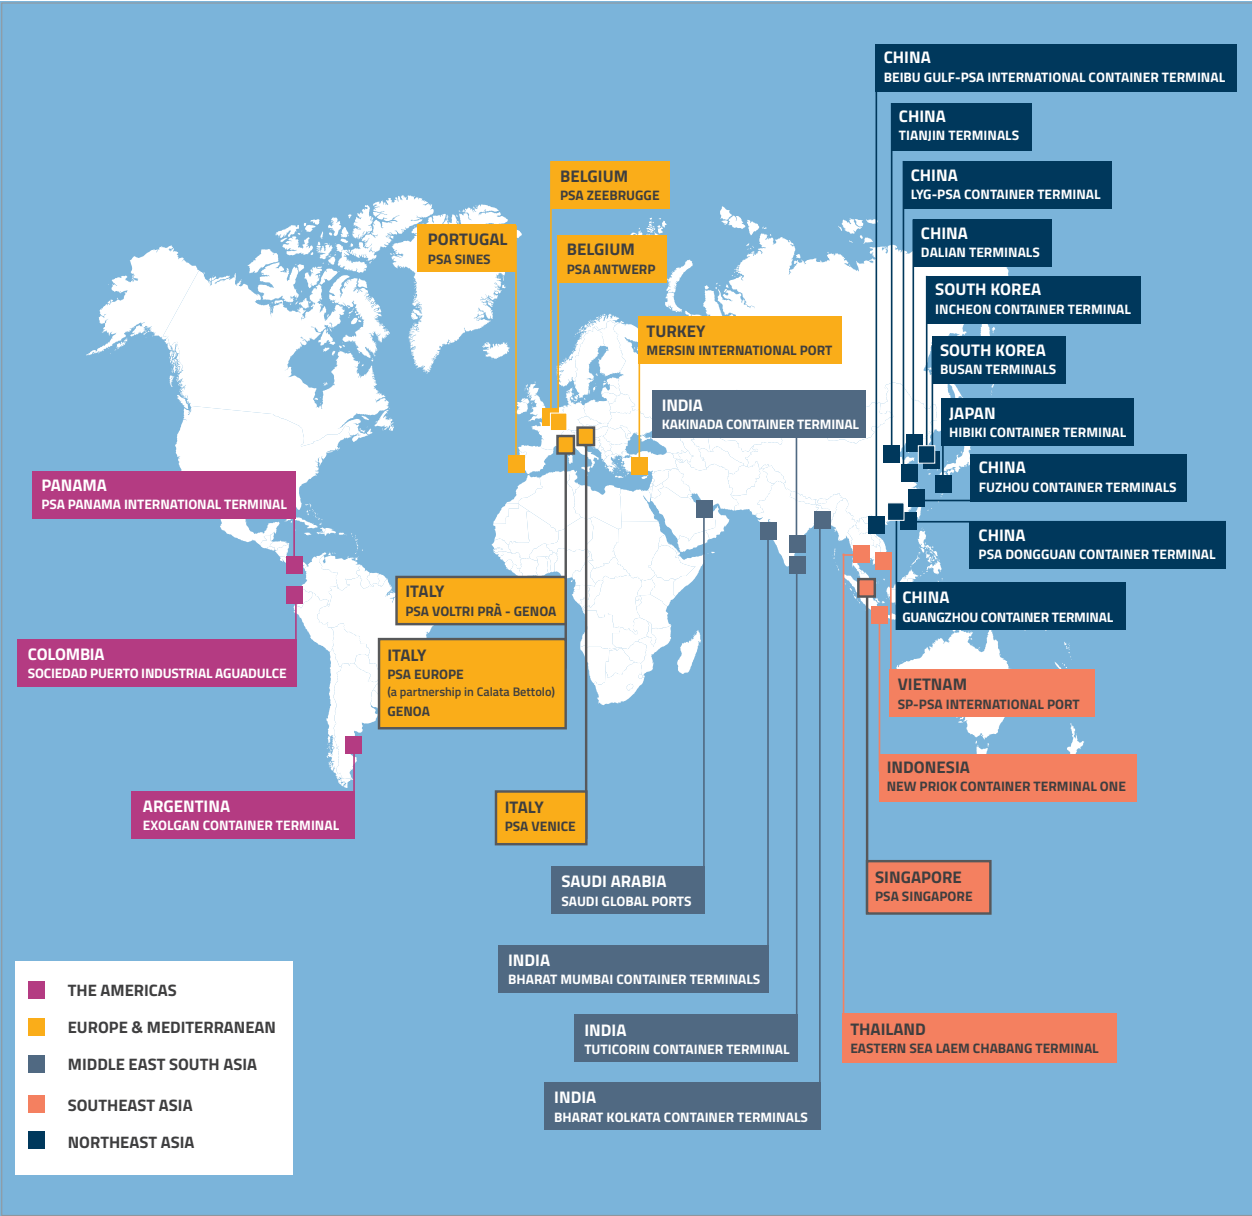 CHINA
BEIBU GULF-PSA INTERNATIONAL CONTAINER TERMINAL
CHINA
TIANJIN TERMINALS
CHINA
LYG-PSA CONTAINER TERMINAL
CHINA
DALIAN TERMINALS
SOUTH KOREA
INCHEON CONTAINER TERMINAL
SOUTH KOREA
BUSAN TERMINALS
JAPAN
HIBIKI CONTAINER TERMINAL
CHINA
FUZHOU CONTAINER TERMINALS
CHINA
PSA DONGGUAN CONTAINER TERMINAL
CHINA
GUANGZHOU CONTAINER TERMINAL
BELGIUM
PSA ZEEBRUGGE
PORTUGAL
PSA SINES
BELGIUM
PSA ANTWERP
TURKEY
MERSIN INTERNATIONAL PORT
INDIA
KAKINADA CONTAINER TERMINAL
PANAMA
PSA PANAMA INTERNATIONAL TERMINAL
COLOMBIA
SOCIEDAD PUERTO INDUSTRIAL AGUADULCE
ARGENTINA
EXOLGAN CONTAINER TERMINAL
ITALY
PSA VOLTRI PRÀ - GENOA
ITALY
PSA EUROPE
(a partnership in Calata Bettolo)
GENOA
ITALY
PSA VENICE
VIETNAM
SP-PSA INTERNATIONAL PORT
INDONESIA
NEW PRIOK CONTAINER TERMINAL ONE
SINGAPORE
PSA SINGAPORE
SAUDI ARABIA
SAUDI GLOBAL PORTS
INDIA
BHARAT MUMBAI CONTAINER TERMINALS
INDIA
TUTICORIN CONTAINER TERMINAL
INDIA
BHARAT KOLKATA CONTAINER TERMINALS
THAILAND
EASTERN SEA LAEM CHABANG TERMINAL
THE AMERICAS
EUROPE & MEDITERRANEAN
MIDDLE EAST SOUTH ASIA
SOUTHEAST ASIA
NORTHEAST ASIA